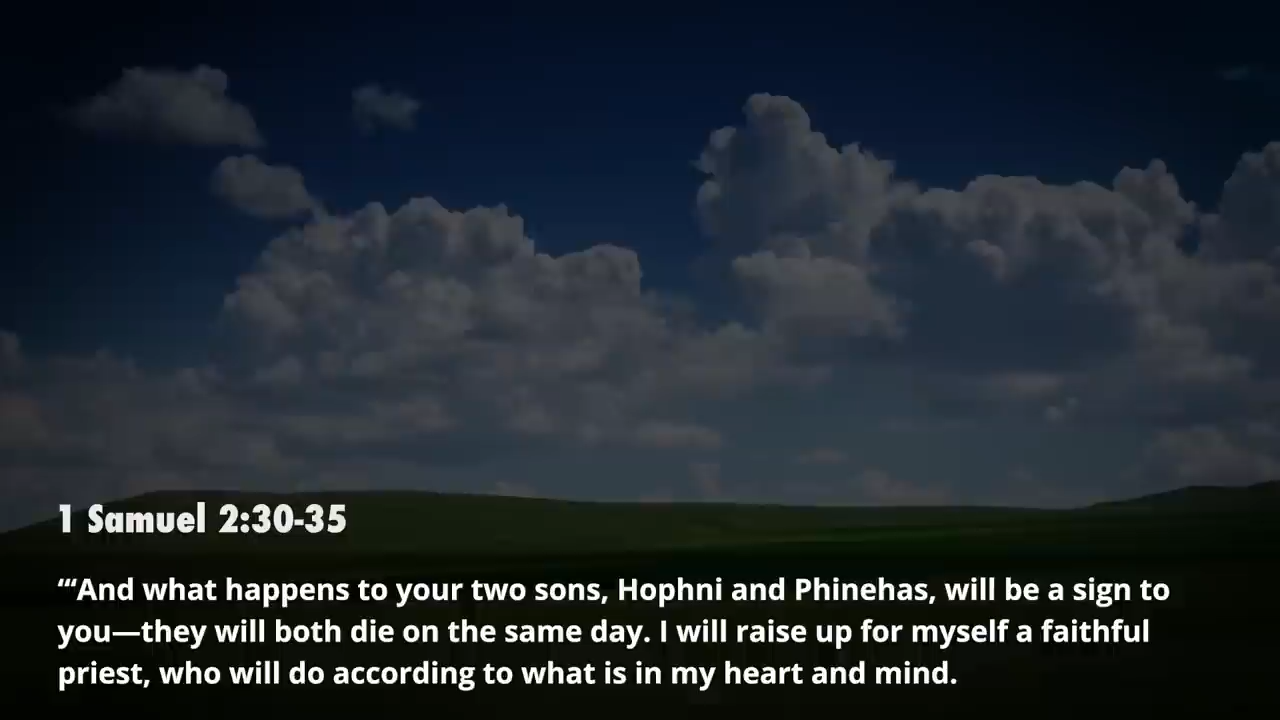 1 Samuel 2:30-35
“‘And what happens to your two sons, Hophni and Phinehas, will be a sign to
you—they will both die on the same day. I will raise up for myself a faithful
priest, who will do according to what is in my heart and mind.